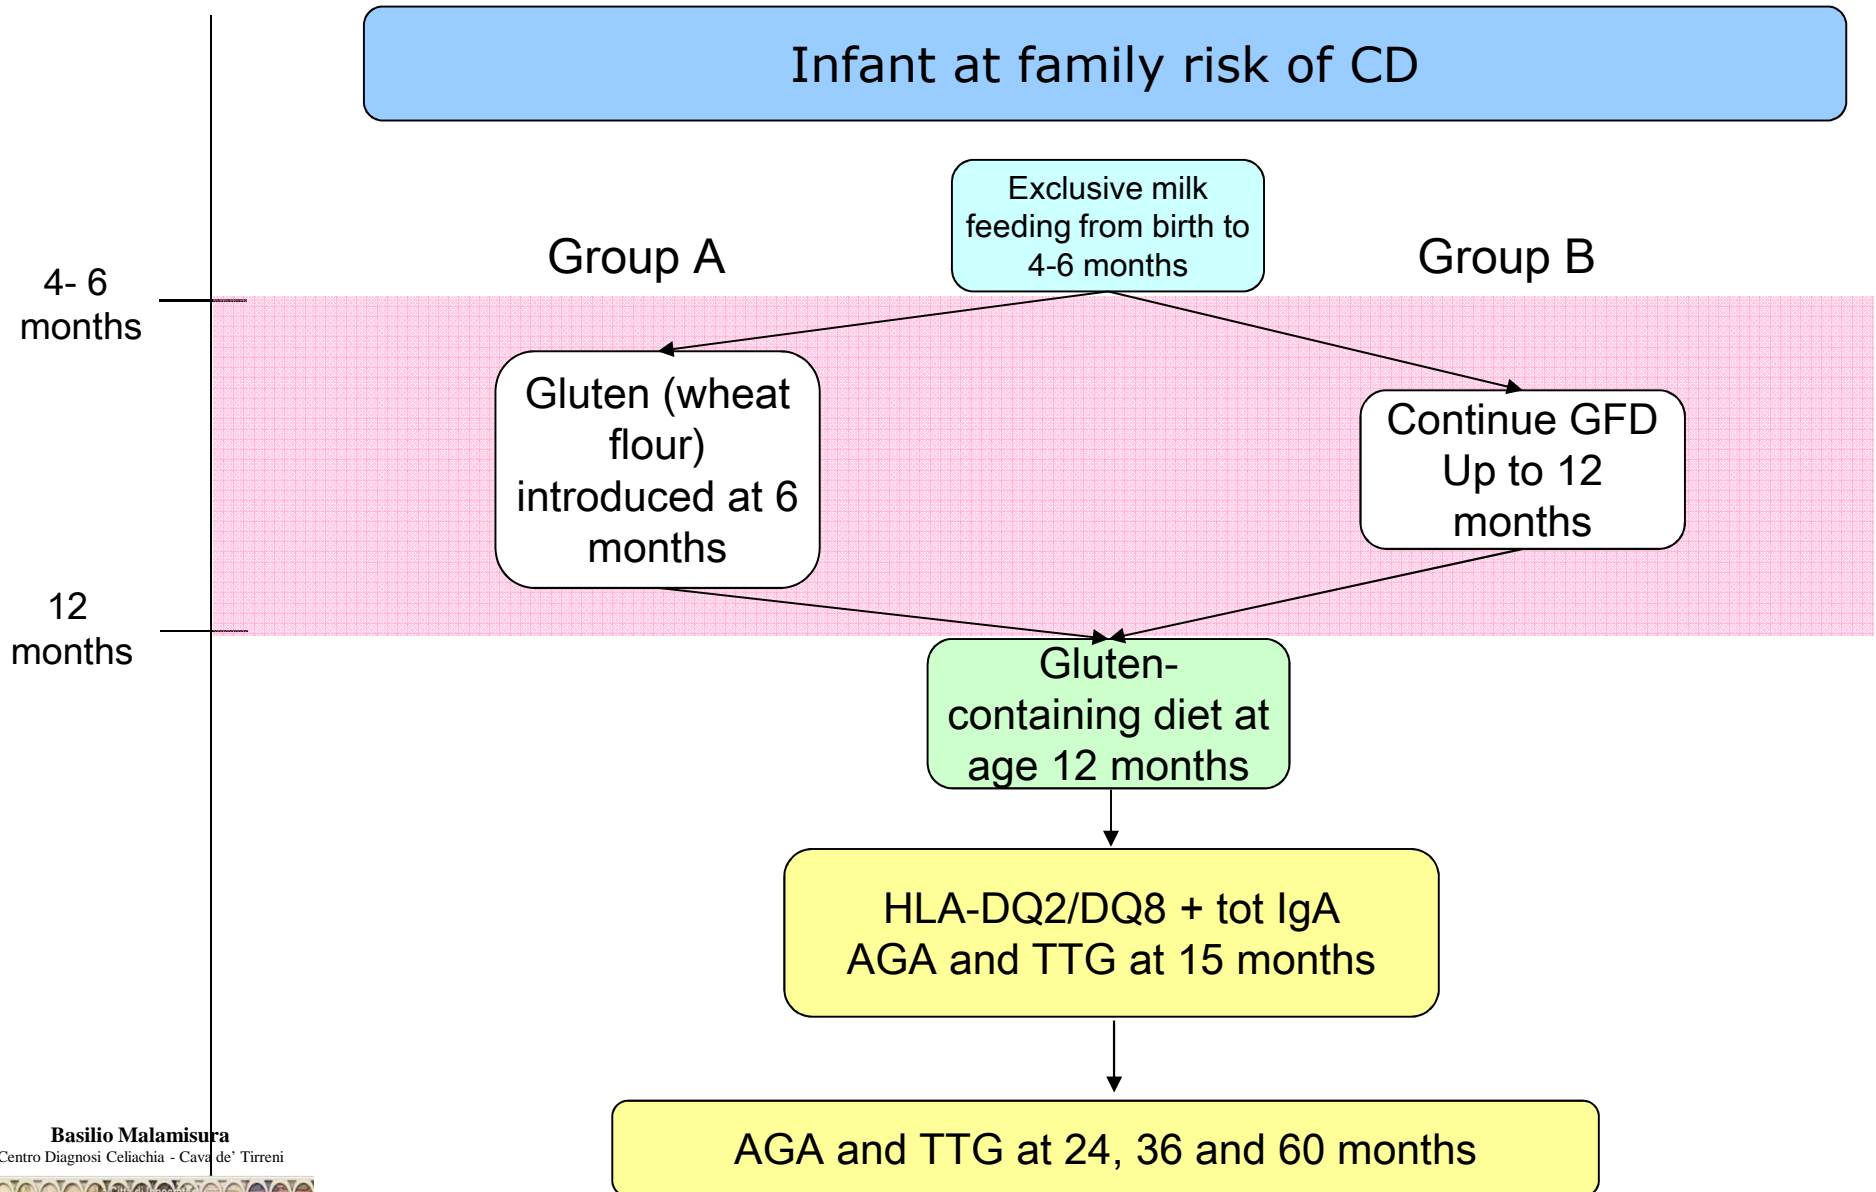 Infant at family risk of CD
Exclusive milk
feeding from birth to
4-6 months
Group A
Group B
4- 6
months
Gluten (wheat
flour)
introduced at 6
months
Continue GFD
Up to 12
months
12
months
Gluten-
containing diet at
age 12 months
HLA-DQ2/DQ8 + tot IgA
AGA and TTG at 15 months
AGA and TTG at 24, 36 and 60 months
Basilio Malamisura
Centro Diagnosi Celiachia - Cava de' Tirreni